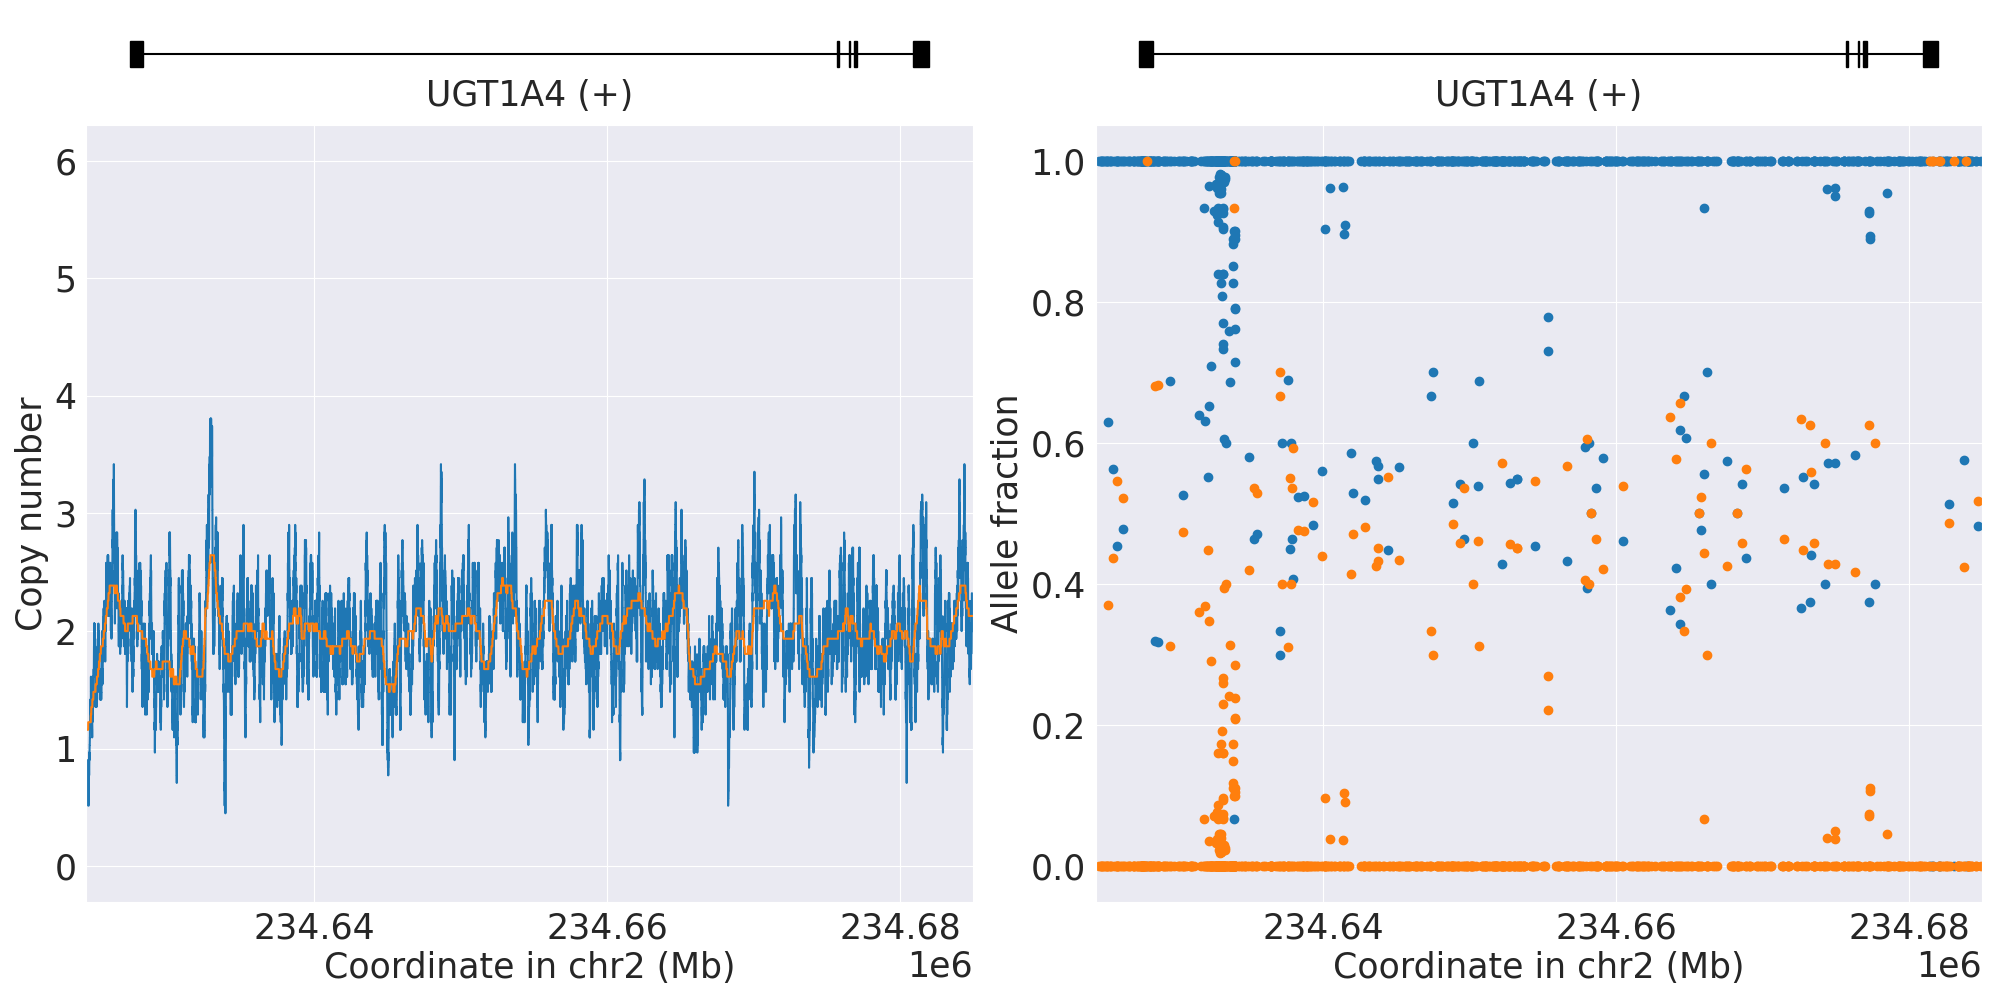 UGT1A4 (+)
6
5
4
3
2
1
0
Copy number
234.64 234.66 234.68
1e6
Coordinate in chr2 (Mb)
UGT1A4 (+)
1.0
0.8
0.6
0.4
0.2
0.0
Allele fraction
234.64 234.66 234.68
1e6
Coordinate in chr2 (Mb)